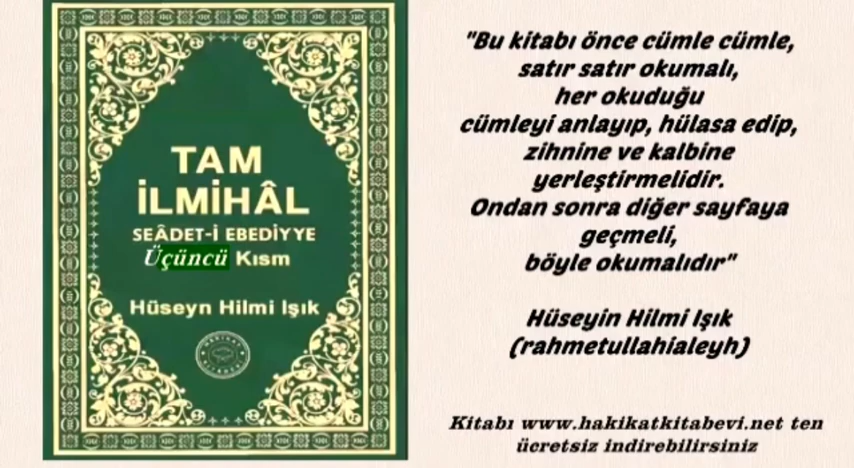 TAM
İLMİHÂL
SEÂDET-İ EBEDİYYE
Üçüncü Kısm
Hüseyn Hilmi Işık
"Bu kitabı önce cümle cümle,
satır satır okumalı,
her okuduğu
cümleyi anlayıp, hülasa edip,
zihnine ve kalbine
yerleştirmelidir.
Ondan sonra diğer sayfaya
geçmeli,
böyle okumalıdır"
Hüseyin Hilmi Işık
(rahmetullahialeyh)
Kitabı www.hakikatkitabevi.net ten
ücretsiz indirebilirsiniz